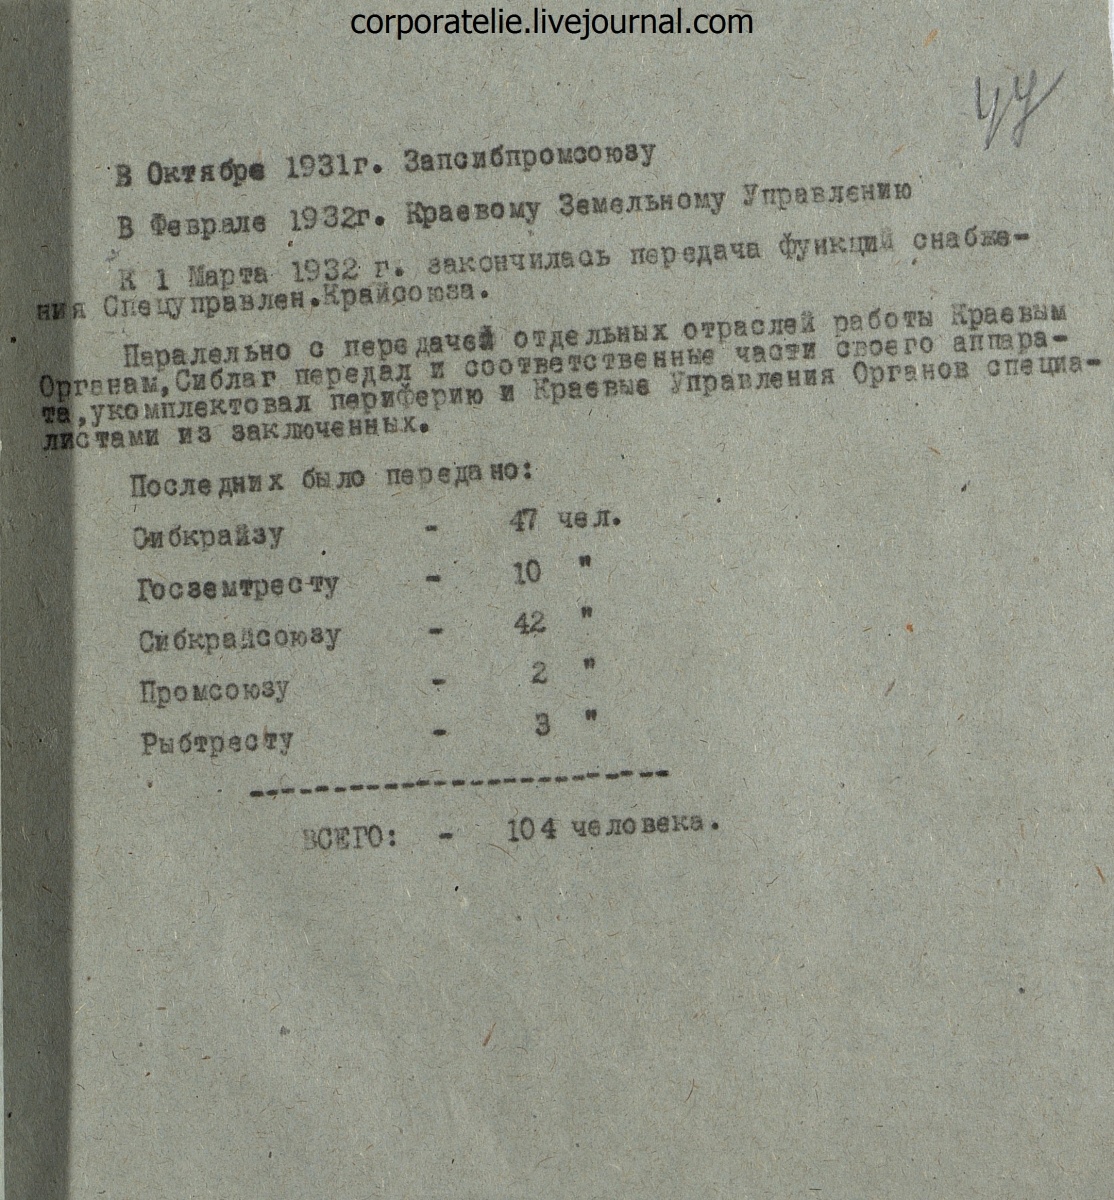 corporatelie.livejournal.com
44
В Октябре 1931г. Запсибпромсоюзу
В Феврале 1932г. Краевому Земельному Управлению
К 1 Марта 1932 г. закончилась передача функций снабже-
ния Спецуправлен.Крайсоюза.
Паралельно с передачей отдельных отраслей работы Краевым
Органам,Сиблаг передал и соответственные части своего аппара-
та,укомплектовал периферию и Краевые Управления Органов специа-
листами из заключенных.
Последних было передано:
Сибкрайзу - 47 чел.
Госземтресту - 10 "
Сибкрайсоюзу - 42 "
Промсоюзу - 2 "
Рыбтресту - 3 "
--------------------------
ВСЕГО: - 104 человека.